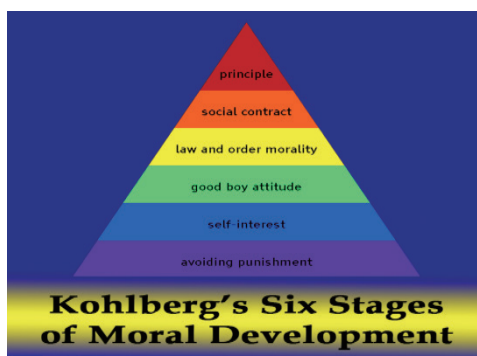 principle
social contract
law and order morality
good boy attitude
self-interest
avoiding punishment
Kohlberg's Six Stages
of Moral Development